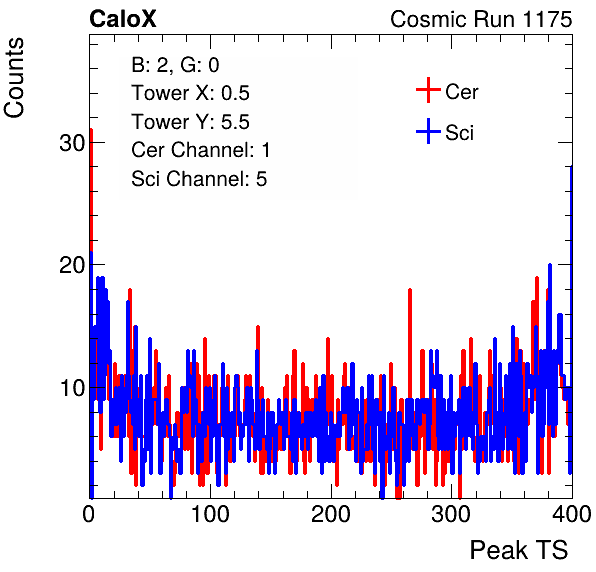 CaloX Cosmic Run 1175
Counts
B: 2, G: 0
Tower X: 0.5
Tower Y: 5.5
Cer Channel: 1
Sci Channel: 5
Cer
Sci
30
20
10
0 100 200 300 400
Peak TS